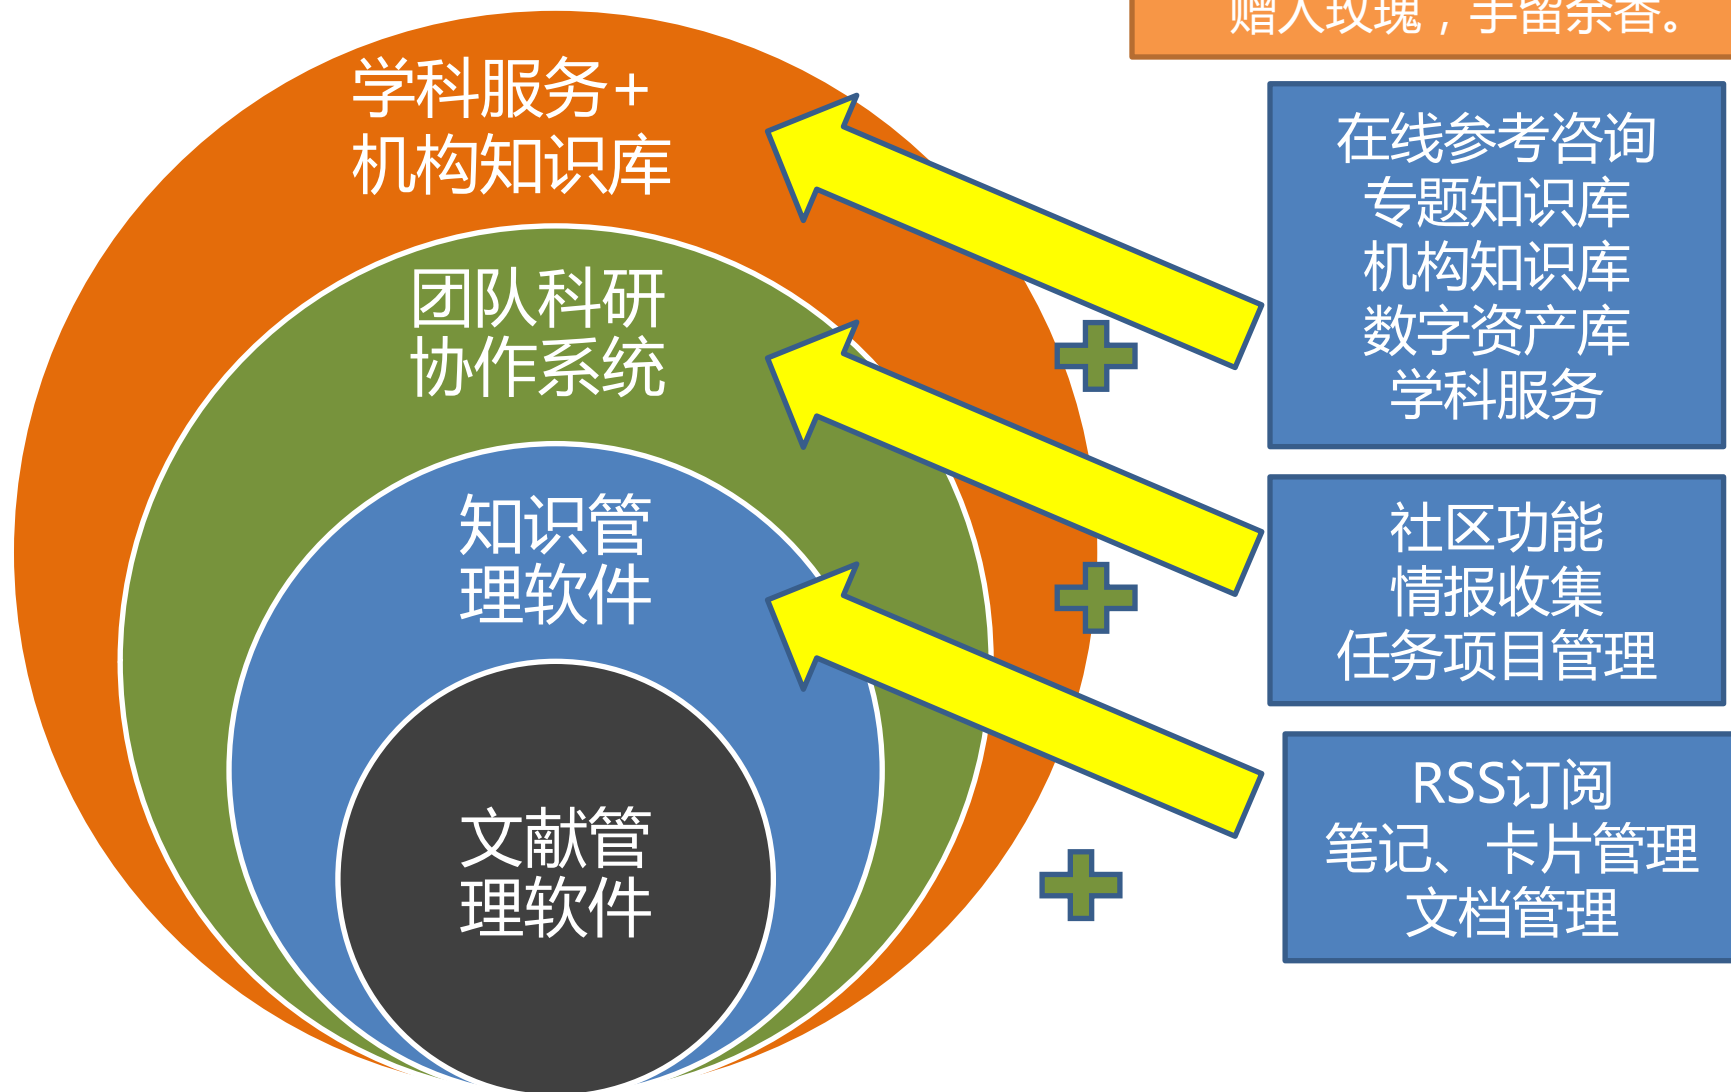 赠人玫瑰，手留余香。
学科服务+
机构知识库
团队科研
协作系统
知识管
理软件
文献管
理软件
在线参考咨询
专题知识库
机构知识库
数字资产库
学科服务
社区功能
情报收集
任务项目管理
RSS订阅
笔记、卡片管理
文档管理